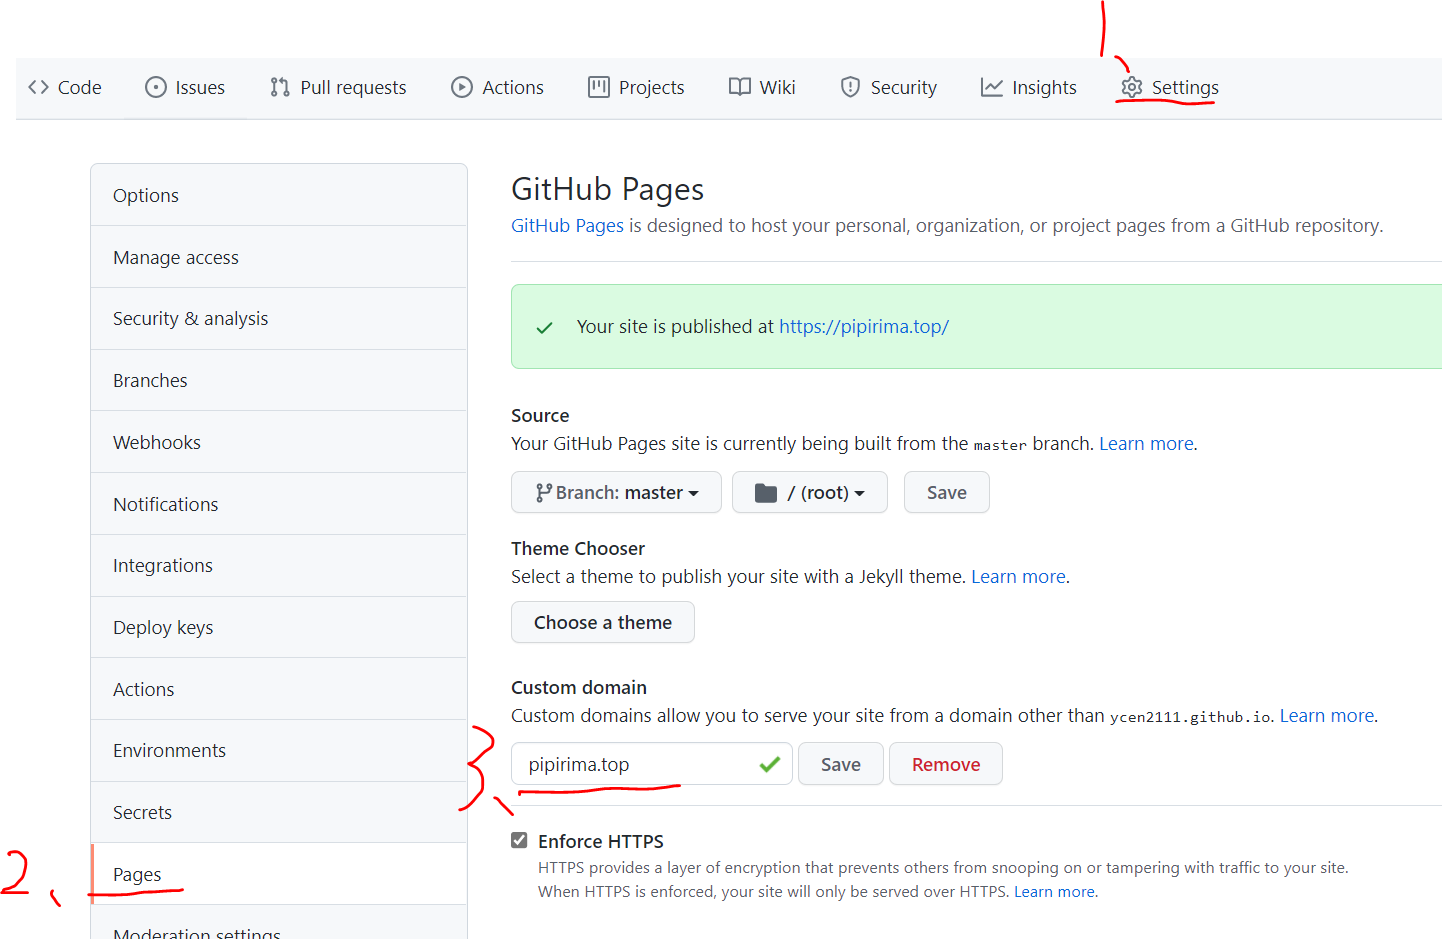 1、
Code Issues Pull requests Actions Projects Wiki Security Insights Settings
Options
Manage access
Security & analysis
Branches
Webhooks
Notifications
Integrations
Deploy keys
Actions
Environments
Secrets
2、
Pages
Moderation settings
GitHub Pages
GitHub Pages is designed to host your personal, organization, or project pages from a GitHub repository.
Your site is published at https://pipirima.top/
Source
Your GitHub Pages site is currently being built from the master branch. Learn more.
Branch: master / (root) Save
Theme Chooser
Select a theme to publish your site with a Jekyll theme. Learn more.
Choose a theme
Custom domain
Custom domains allow you to serve your site from a domain other than ycen2111.github.io. Learn more.
3、
pipirima.top Save Remove
Enforce HTTPS
HTTPS provides a layer of encryption that prevents others from snooping on or tampering with traffic to your site.
When HTTPS is enforced, your site will only be served over HTTPS. Learn more.